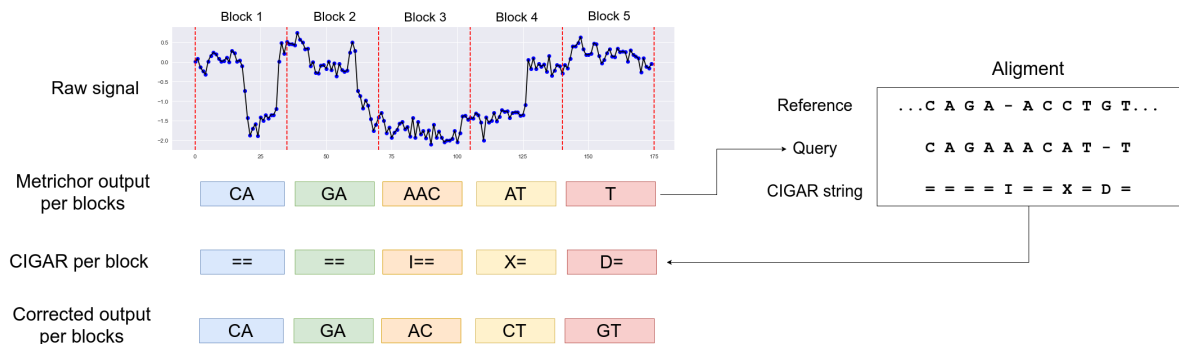 Block 1 Block 2 Block 3 Block 4 Block 5
Raw signal
0.5
0.0
−0.5
−1.0
−1.5
−2.0
0 25 50 75 100 125 150 175
Metrichor output
per blocks
CA GA AAC AT T
CIGAR per block
== == I== X= D=
Corrected output
per blocks
CA GA AC CT GT
Aligment
Reference ...C A G A - A C C T G T...
Query C A G A A A C A T - T
CIGAR string = = = = I = = X = D =